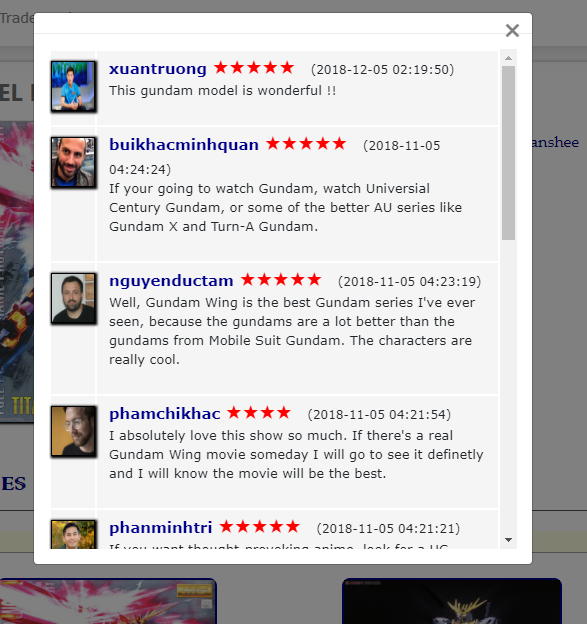 Trade
×
xuantruong ★★★★★ (2018-12-05 02:19:50)
This gundam model is wonderful !!
EL
buikhacminhquan ★★★★★ (2018-11-05
04:24:24)
anshee
If your going to watch Gundam, watch Universial
Century Gundam, or some of the better AU series like
Gundam X and Turn-A Gundam.
nguyenductam ★★★★★ (2018-11-05 04:23:19)
Well, Gundam Wing is the best Gundam series I've ever
seen, because the gundams are a lot better than the
gundams from Mobile Suit Gundam. The characters are
really cool.
TIT
phamchikhac ★★★★ (2018-11-05 04:21:54)
I absolutely love this show so much. If there's a real
Gundam Wing movie someday I will go to see it definetly
and I will know the movie will be the best.
ES
phanminhtri ★★★★★ (2018-11-05 04:21:21)
If you want thought-provoking anime, look for a UC